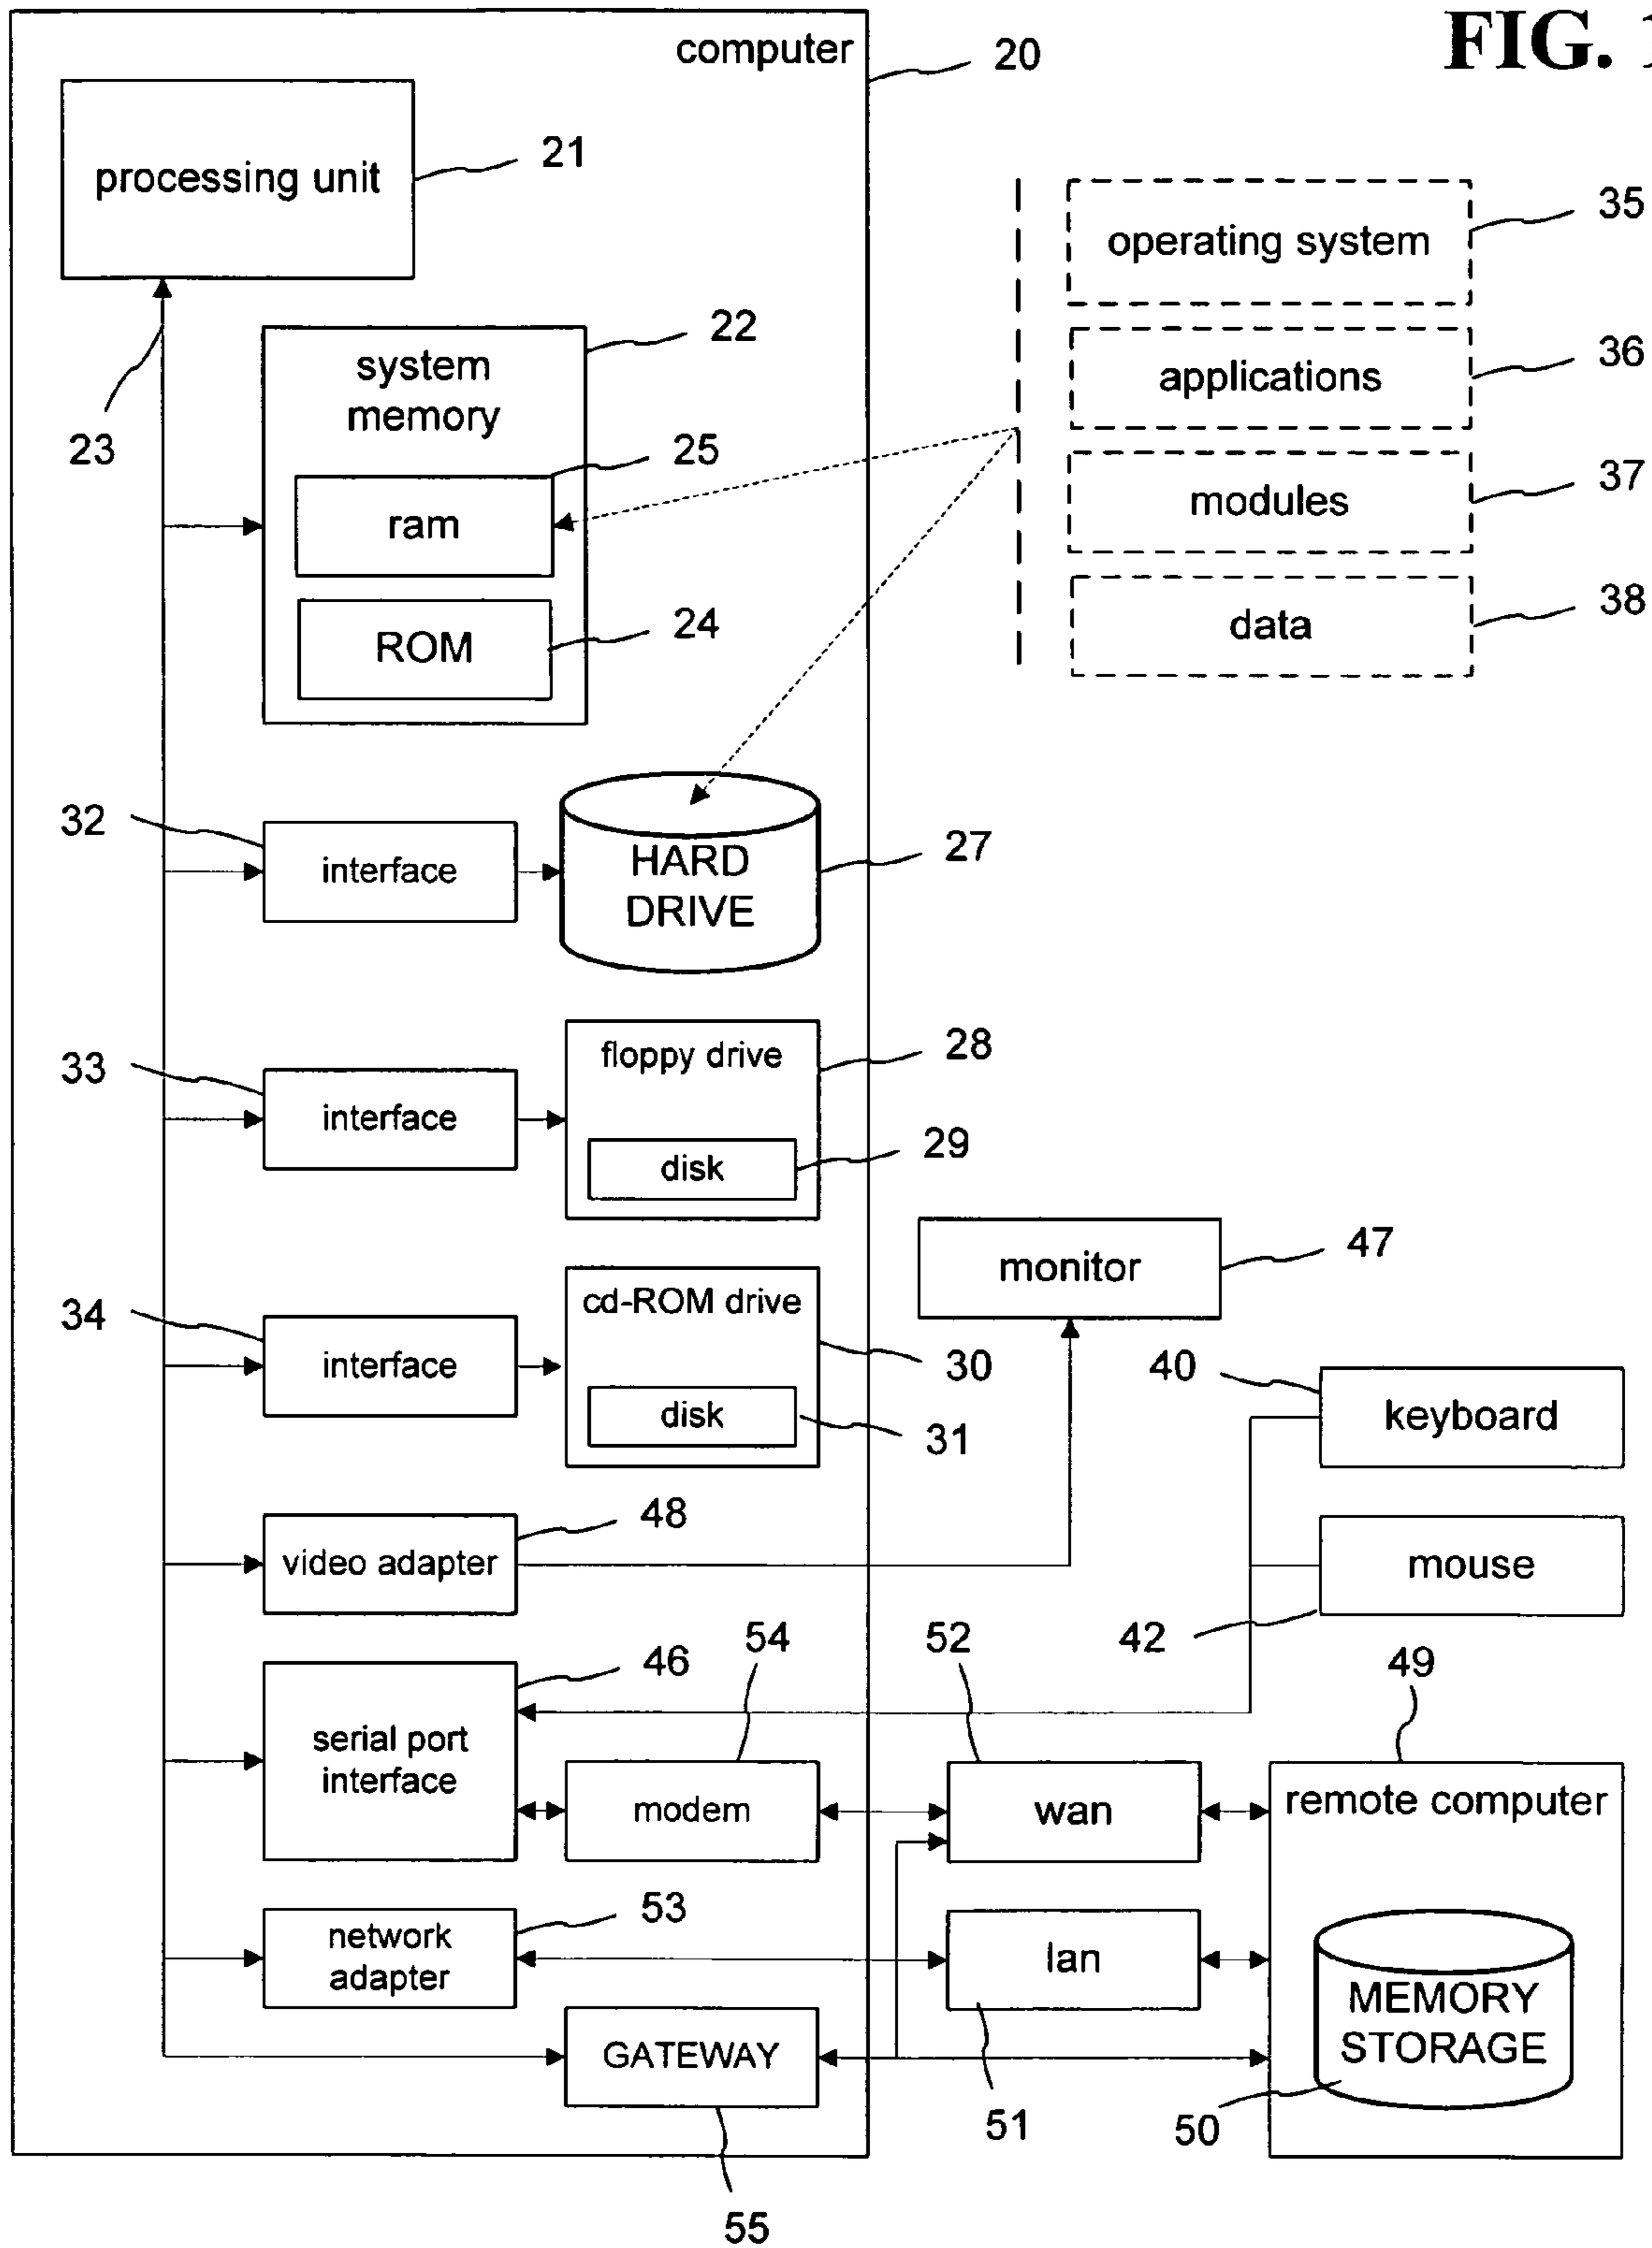 FIG. 1
computer
20
processing unit
21
23
system
memory
22
ram
25
ROM
24
operating system
35
applications
36
modules
37
data
38
32
interface
HARD
DRIVE
27
33
interface
floppy drive
28
disk
29
34
interface
cd-ROM drive
30
disk
31
monitor
47
40
keyboard
mouse
42
video adapter
48
serial port
interface
46
modem
54
wan
52
remote computer
49
network
adapter
53
lan
51
MEMORY
STORAGE
50
GATEWAY
55